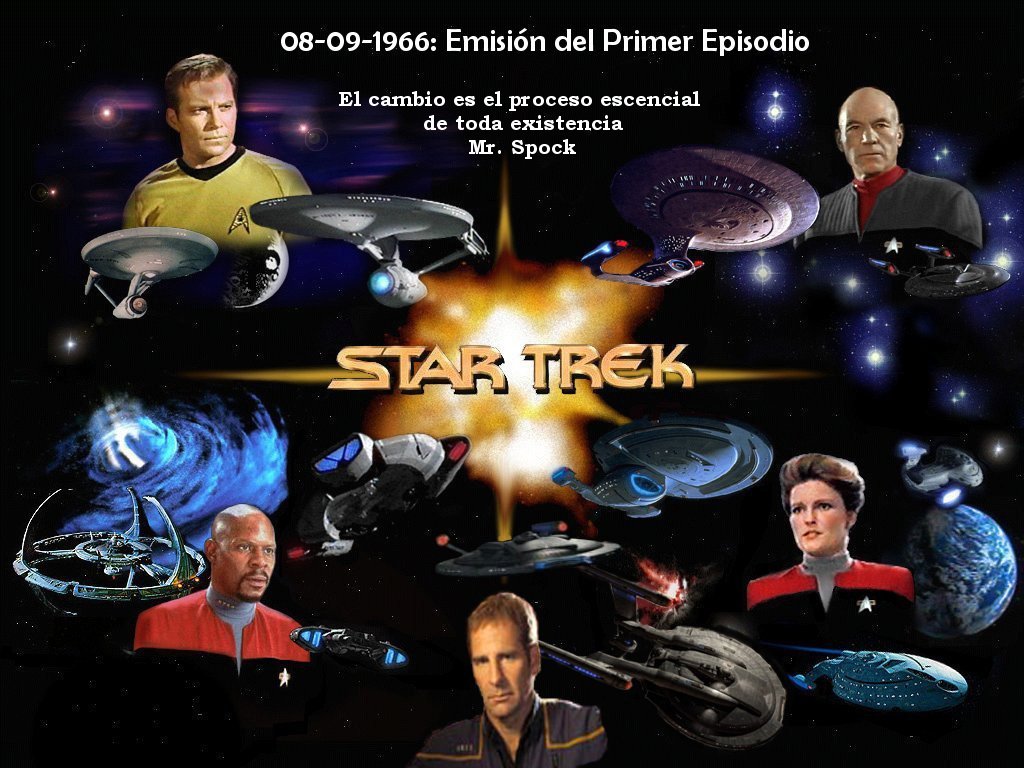 08-09-1966: Emisión del Primer Episodio
El cambio es el proceso escencial
de toda existencia
Mr. Spock
STAR TREK